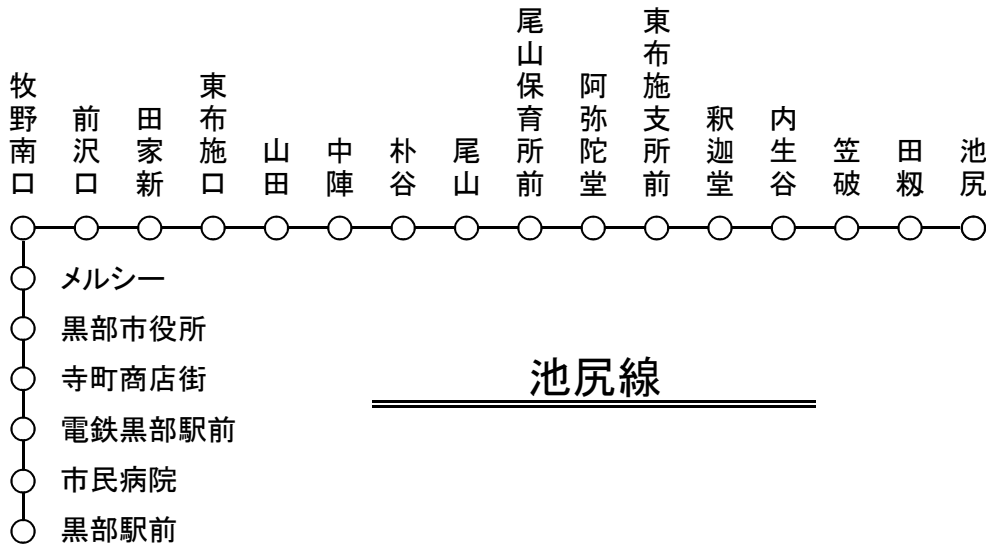 牧野南口
前沢口
田家新
東布施口
山田
中陣
朴谷
尾山
尾山保育所前
阿弥陀堂
東布施支所前
釈迦堂
内生谷
笠破
田籾
池尻
メルシー
黒部市役所
寺町商店街
電鉄黒部駅前
市民病院
黒部駅前
池尻線